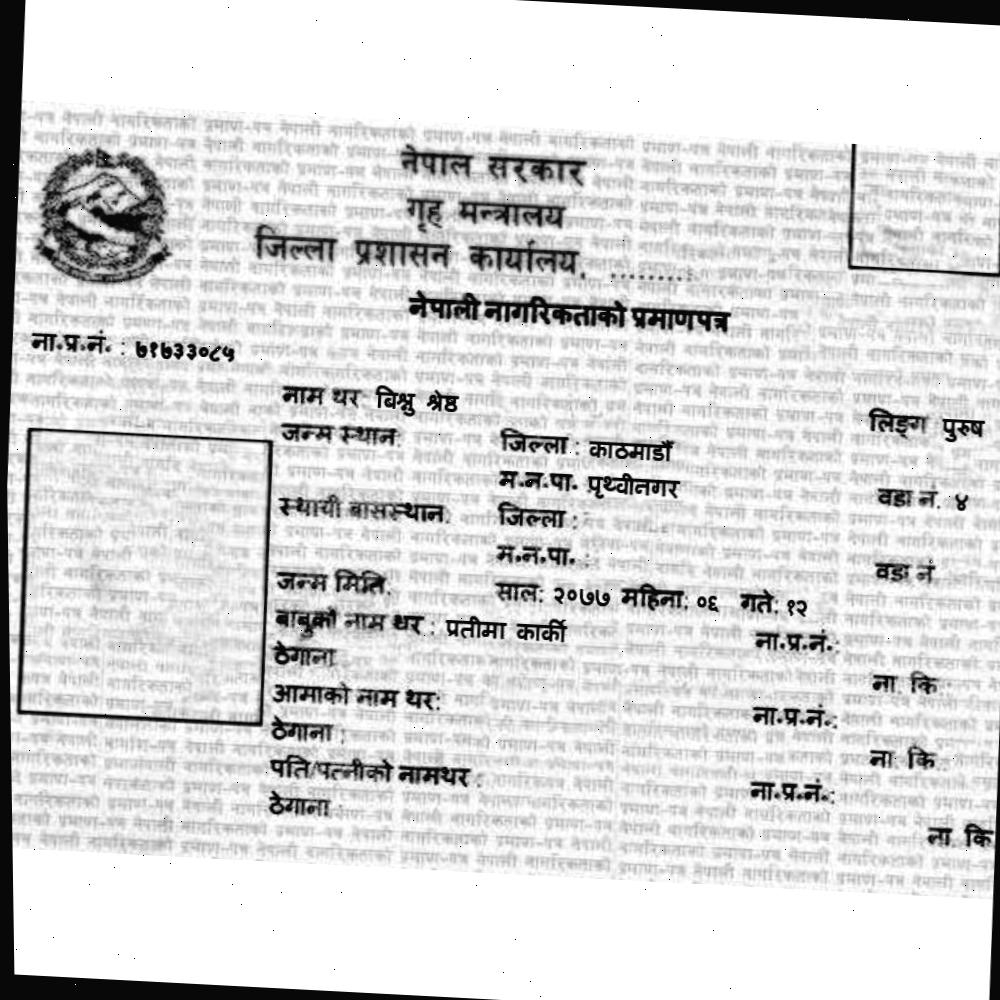 नेपाल सरकार
गृह मन्त्रालय
जिल्ला प्रशासन कार्यालय, .........
नेपाली नागरिकताको प्रमाणपत्र
ना.प्र.नं. : ७१७३३०८५
नाम थर बिश्नु श्रेष्ठ लिङ्ग पुरुष
जन्म स्थान: जिल्ला : काठमाडौँ
म.न.पा. पृथ्वीनगर वडा नं. ४
स्थायी बासस्थान: जिल्ला :
म.न.पा. : वडा नं
जन्म मिति: साल: २०७७ महिना: ०६ गते: १२
बाबुको नाम थर : प्रतीमा कार्की ना.प्र.नं.:
ठेगाना ना. कि :
आमाको नाम थर: ना.प्र.नं.:
ठेगाना : ना. कि :
पति/पत्नीको नामथर : ना.प्र.नं.:
ठेगाना : ना. कि